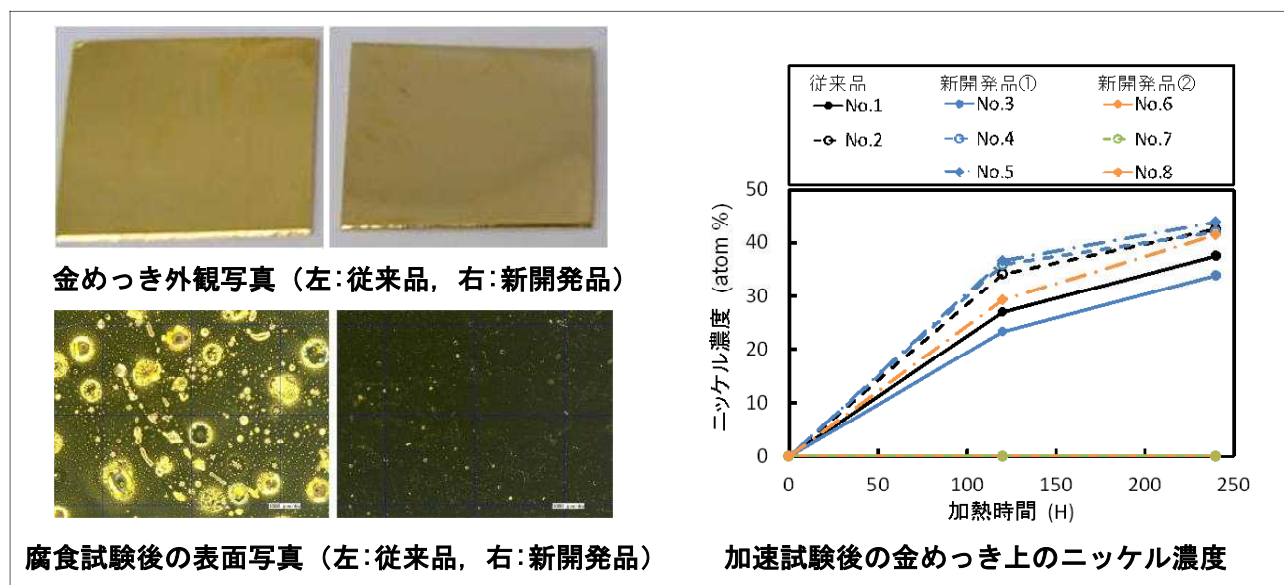 金めっき外観写真（左:従来品，右:新開発品）
腐食試験後の表面写真（左:従来品，右:新開発品）
従来品 新開発品① 新開発品②
No.1 No.3 No.6
No.2 No.4 No.7
No.5 No.8
ニッケル濃度 (atom %)
50
40
30
20
10
0
0 50 100 150 200 250
加熱時間 (H)
加速試験後の金めっき上のニッケル濃度